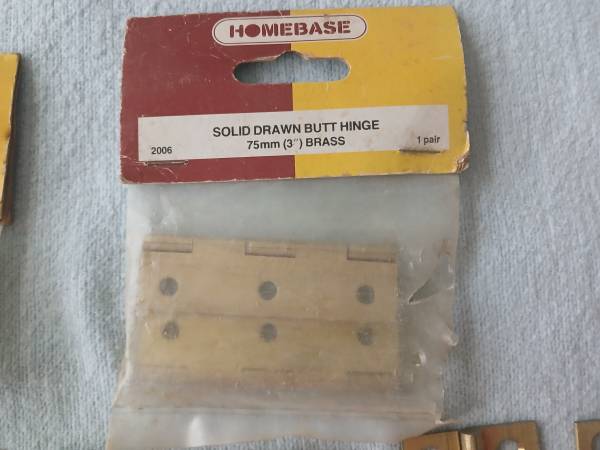 HOMEBASE
SOLID DRAWN BUTT HINGE
2006 75mm (3") BRASS 1 pair